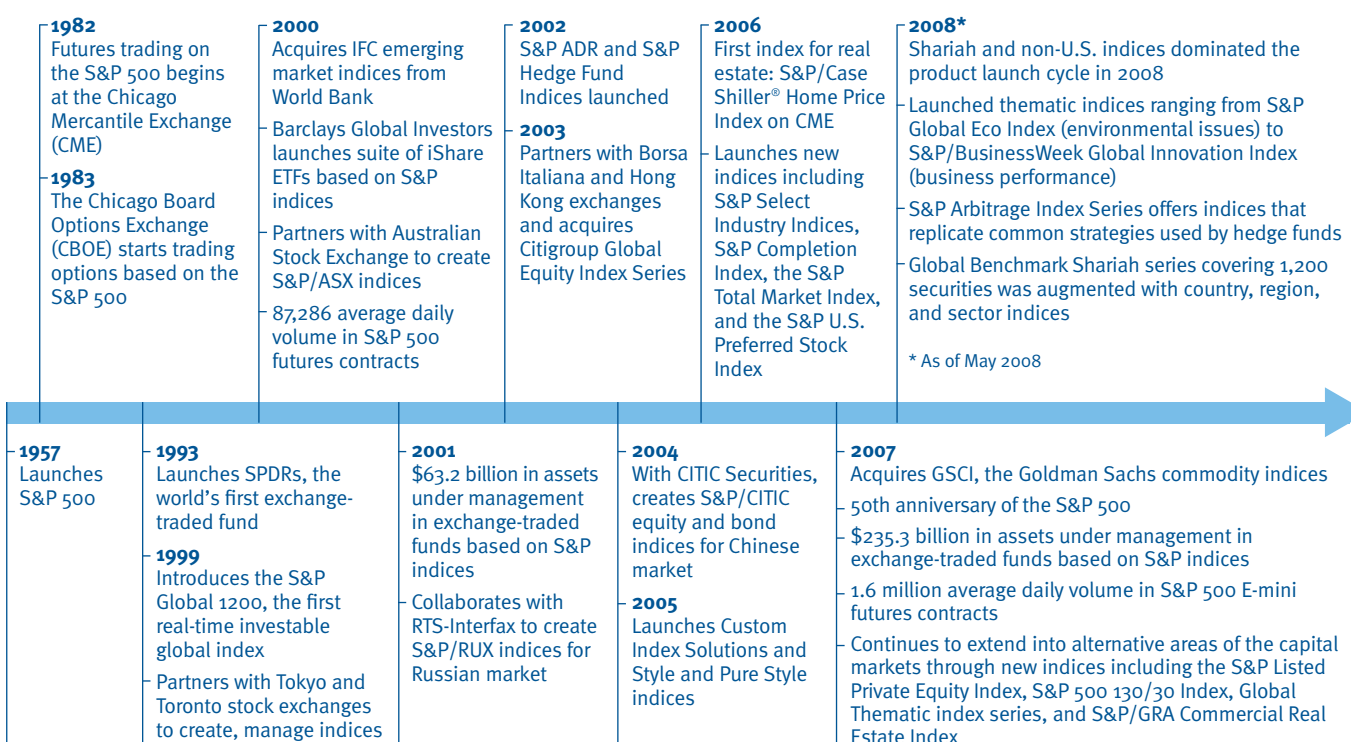 1982
Futures trading on
the S&P 500 begins
at the Chicago
Mercantile Exchange
(CME)
1983
The Chicago Board
Options Exchange
(CBOE) starts trading
options based on the
S&P 500
2000
Acquires IFC emerging
market indices from
World Bank
Barclays Global Investors
launches suite of iShare
ETFs based on S&P
indices
Partners with Australian
Stock Exchange to create
S&P/ASX indices
87,286 average daily
volume in S&P 500
futures contracts
2002
S&P ADR and S&P
Hedge Fund
Indices launched
2003
Partners with Borsa
Italiana and Hong
Kong exchanges
and acquires
Citigroup Global
Equity Index Series
2006
First index for real
estate: S&P/Case
Shiller® Home Price
Index on CME
Launches new
indices including
S&P Select
Industry Indices,
S&P Completion
Index, the S&P
Total Market Index,
and the S&P U.S.
Preferred Stock
Index
2008*
Shariah and non-U.S. indices dominated the
product launch cycle in 2008
Launched thematic indices ranging from S&P
Global Eco Index (environmental issues) to
S&P/BusinessWeek Global Innovation Index
(business performance)
S&P Arbitrage Index Series offers indices that
replicate common strategies used by hedge funds
Global Benchmark Shariah series covering 1,200
securities was augmented with country, region,
and sector indices
* As of May 2008
1957
Launches
S&P 500
1993
Launches SPDRs, the
world's first exchange-
traded fund
1999
Introduces the S&P
Global 1200, the first
real-time investable
global index
Partners with Tokyo and
Toronto stock exchanges
to create, manage indices
2001
$63.2 billion in assets
under management
in exchange-traded
funds based on S&P
indices
Collaborates with
RTS-Interfax to create
S&P/RUX indices for
Russian market
2004
With CITIC Securities,
creates S&P/CITIC
equity and bond
indices for Chinese
market
2005
Launches Custom
Index Solutions and
Style and Pure Style
indices
2007
Acquires GSCI, the Goldman Sachs commodity indices
50th anniversary of the S&P 500
$235.3 billion in assets under management in
exchange-traded funds based on S&P indices
1.6 million average daily volume in S&P 500 E-mini
futures contracts
Continues to extend into alternative areas of the capital
markets through new indices including the S&P Listed
Private Equity Index, S&P 500 130/30 Index, Global
Thematic index series, and S&P/GRA Commercial Real
Estate Index